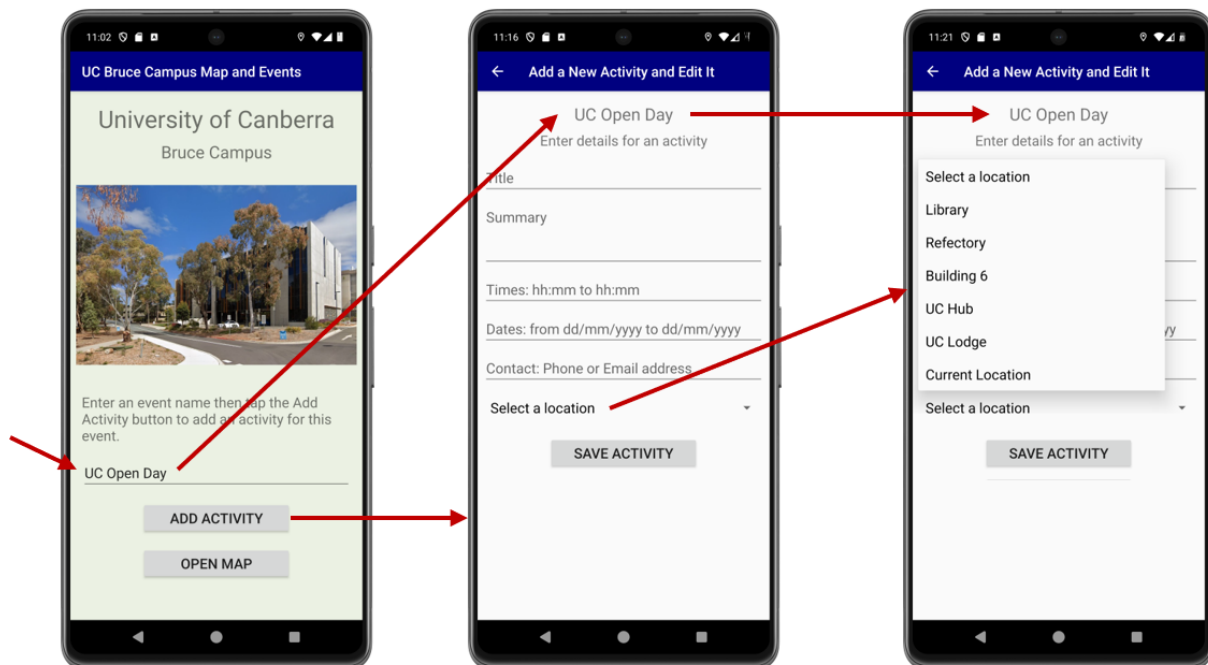 11:02
UC Bruce Campus Map and Events
University of Canberra
Bruce Campus
Enter an event name then tap the Add
Activity button to add an activity for this
event.
UC Open Day
ADD ACTIVITY
OPEN MAP
11:16
Add a New Activity and Edit It
UC Open Day
Enter details for an activity
Title
Summary
Times: hh:mm to hh:mm
Dates: from dd/mm/yyyy to dd/mm/yyyy
Contact: Phone or Email address
Select a location
SAVE ACTIVITY
11:21
Add a New Activity and Edit It
UC Open Day
Enter details for an activity
Select a location
Library
Refectory
Building 6
UC Hub
UC Lodge
Current Location
yy
Select a location
SAVE ACTIVITY